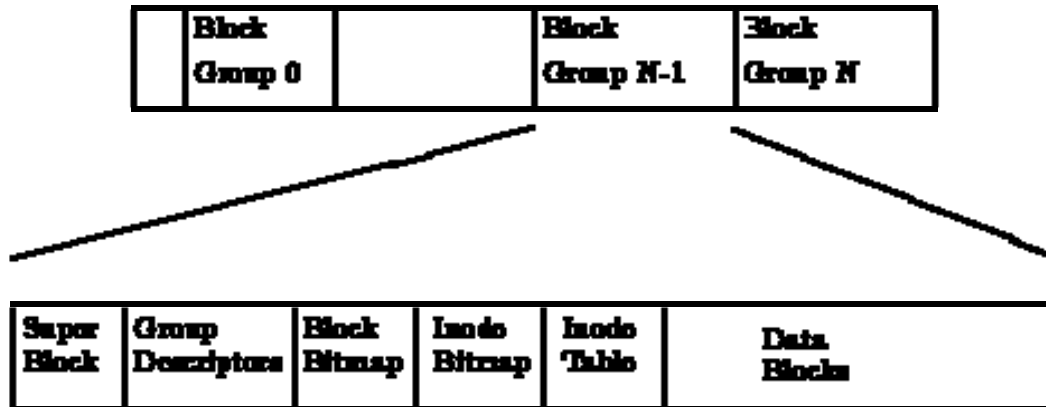 Block Block Block
Group 0 Group N-1 Group N
Super Group Block Inode Inode Data
Block Descriptors Bitmap Bitmap Table Blocks